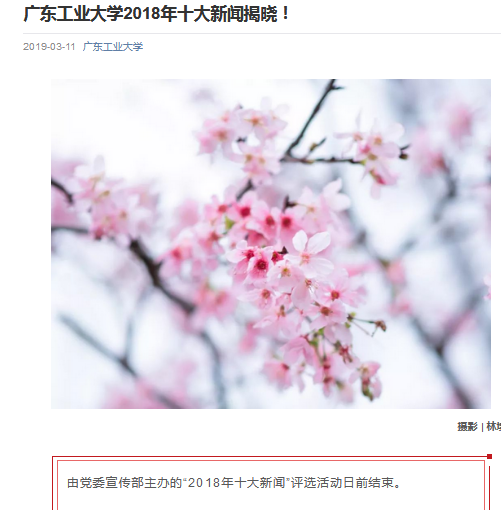 广东工业大学2018年十大新闻揭晓！
2019-03-11 广东工业大学
摄影 | 林
由党委宣传部主办的“2018年十大新闻”评选活动日前结束。